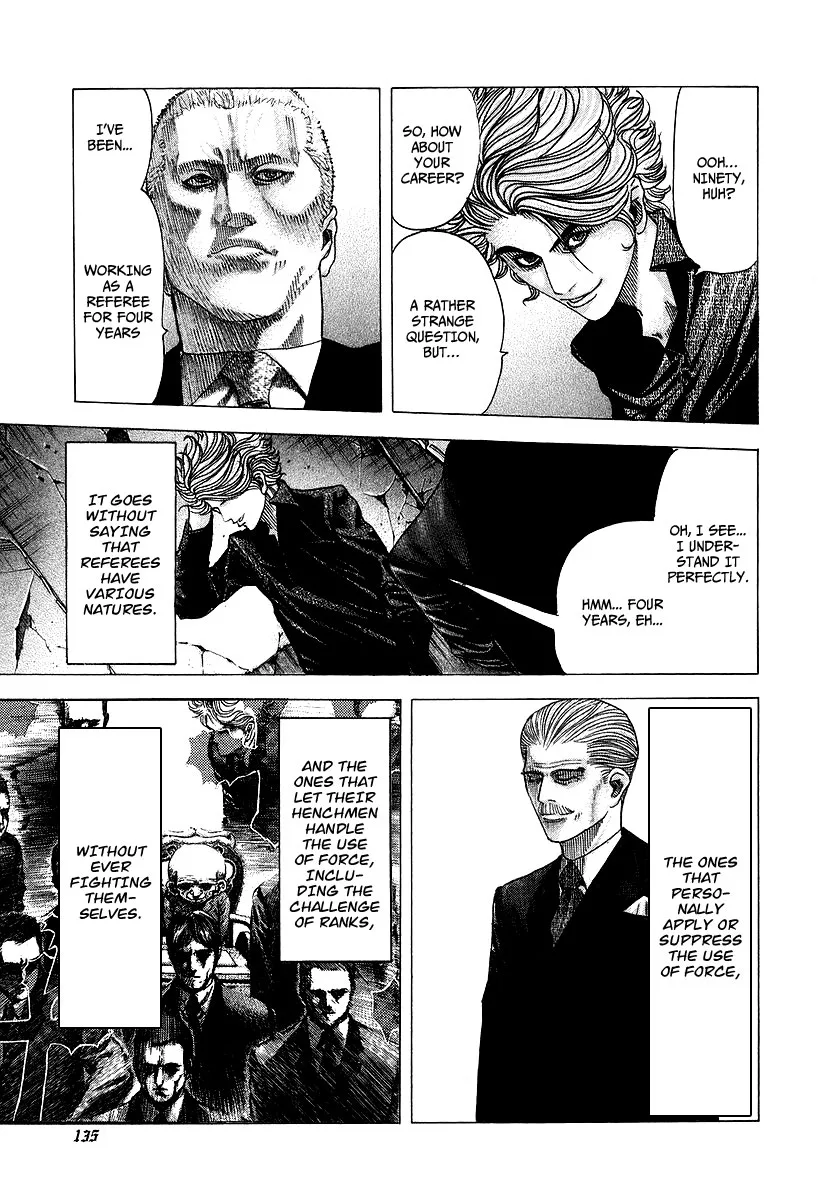 OOH...
NINETY,
HUH?
SO, HOW
ABOUT
YOUR
CAREER?
A RATHER
STRANGE
QUESTION,
BUT...
I'VE
BEEN...
WORKING
AS A
REFEREE
FOR FOUR
YEARS
OH, I SEE...
I UNDER-
STAND IT
PERFECTLY.
HMM... FOUR
YEARS, EH...
IT GOES
WITHOUT
SAYING
THAT
REFEREES
HAVE
VARIOUS
NATURES.
THE ONES
THAT
PERSO-
NALLY
APPLY OR
SUPPRESS
THE USE
OF FORCE,
AND THE
ONES THAT
LET THEIR
HENCHMEN
HANDLE
THE USE
OF FORCE,
INCLU-
DING THE
CHALLENGE
OF RANKS,
WITHOUT
EVER
FIGHTING
THEM-
SELVES.
135